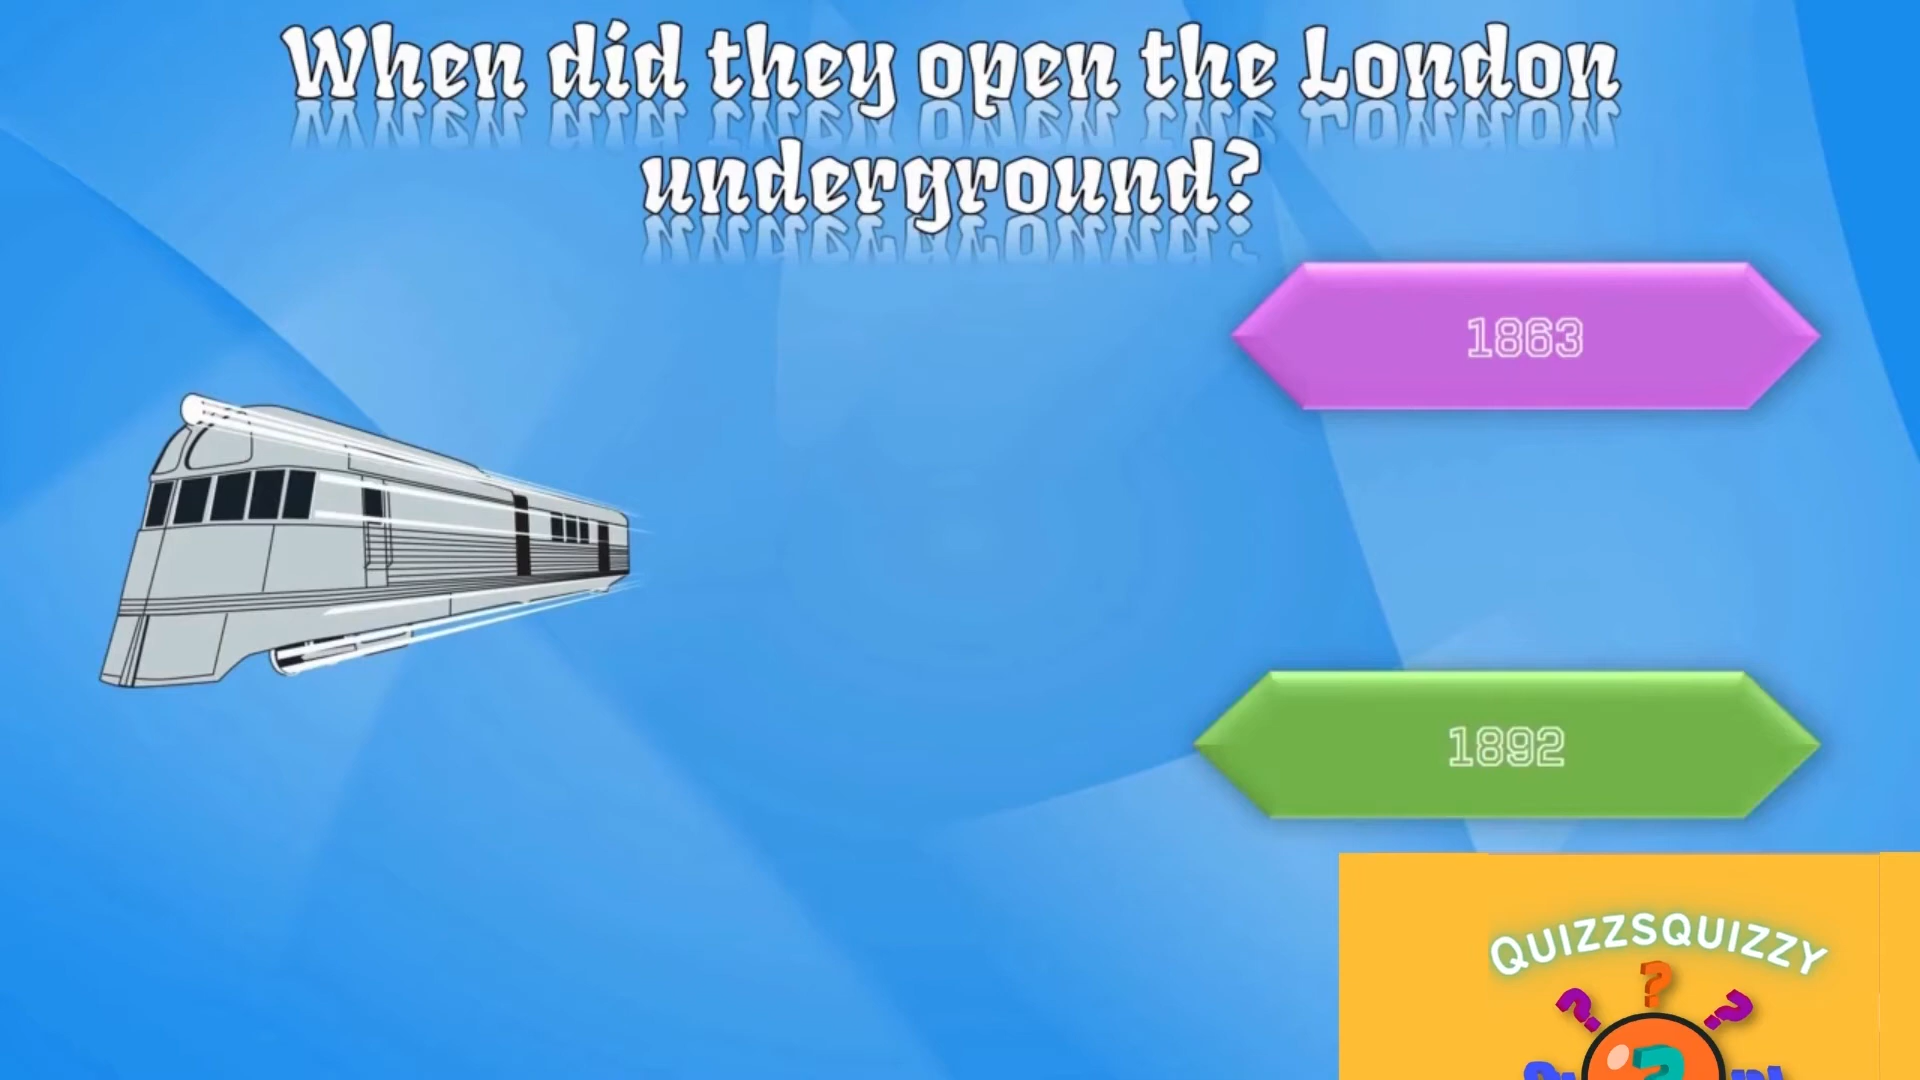 When did they open the London
underground?
1863
1892
QUIZZSQUIZZY